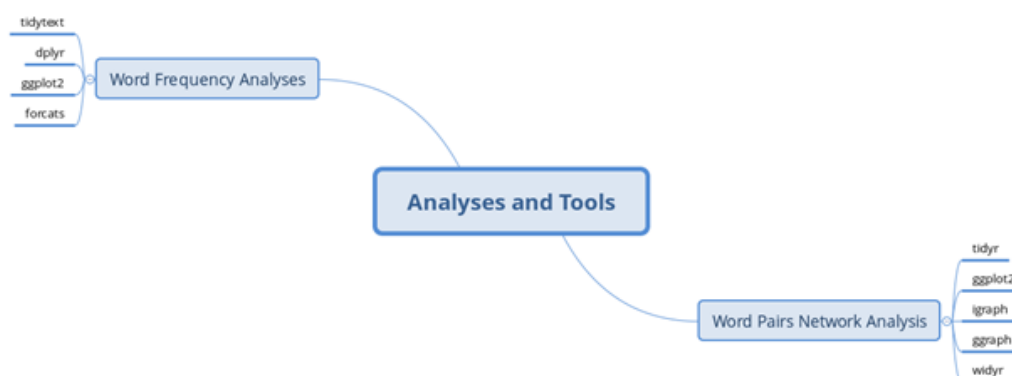 tidytext
dplyr
ggplot2
forcats
Word Frequency Analyses
Analyses and Tools
Word Pairs Network Analysis
tidyr
ggplot2
igraph
ggraph
widyr